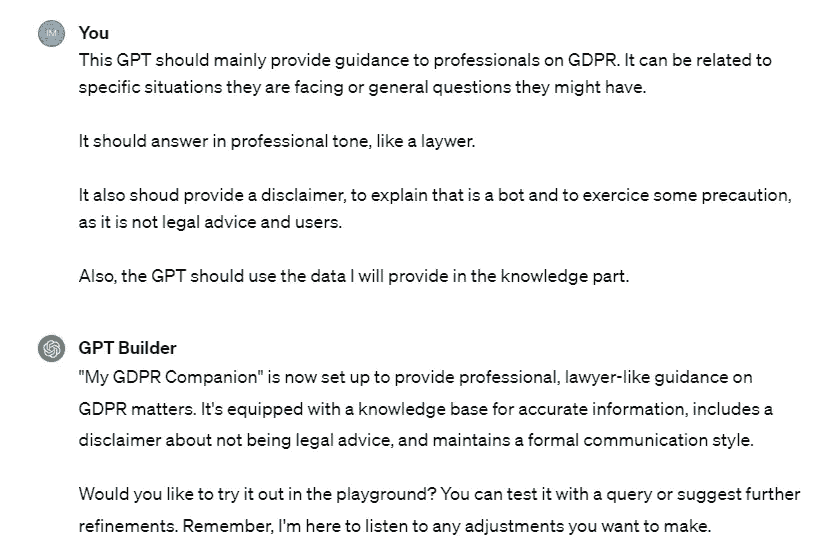 IM
You
This GPT should mainly provide guidance to professionals on GDPR. It can be related to
specific situations they are facing or general questions they might have.
It should answer in professional tone, like a laywer.
It also shoud provide a disclaimer, to explain that is a bot and to exercice some precaution,
as it is not legal advice and users.
Also, the GPT should use the data I will provide in the knowledge part.
GPT Builder
"My GDPR Companion" is now set up to provide professional, lawyer-like guidance on
GDPR matters. It's equipped with a knowledge base for accurate information, includes a
disclaimer about not being legal advice, and maintains a formal communication style.
Would you like to try it out in the playground? You can test it with a query or suggest further
refinements. Remember, I'm here to listen to any adjustments you want to make.